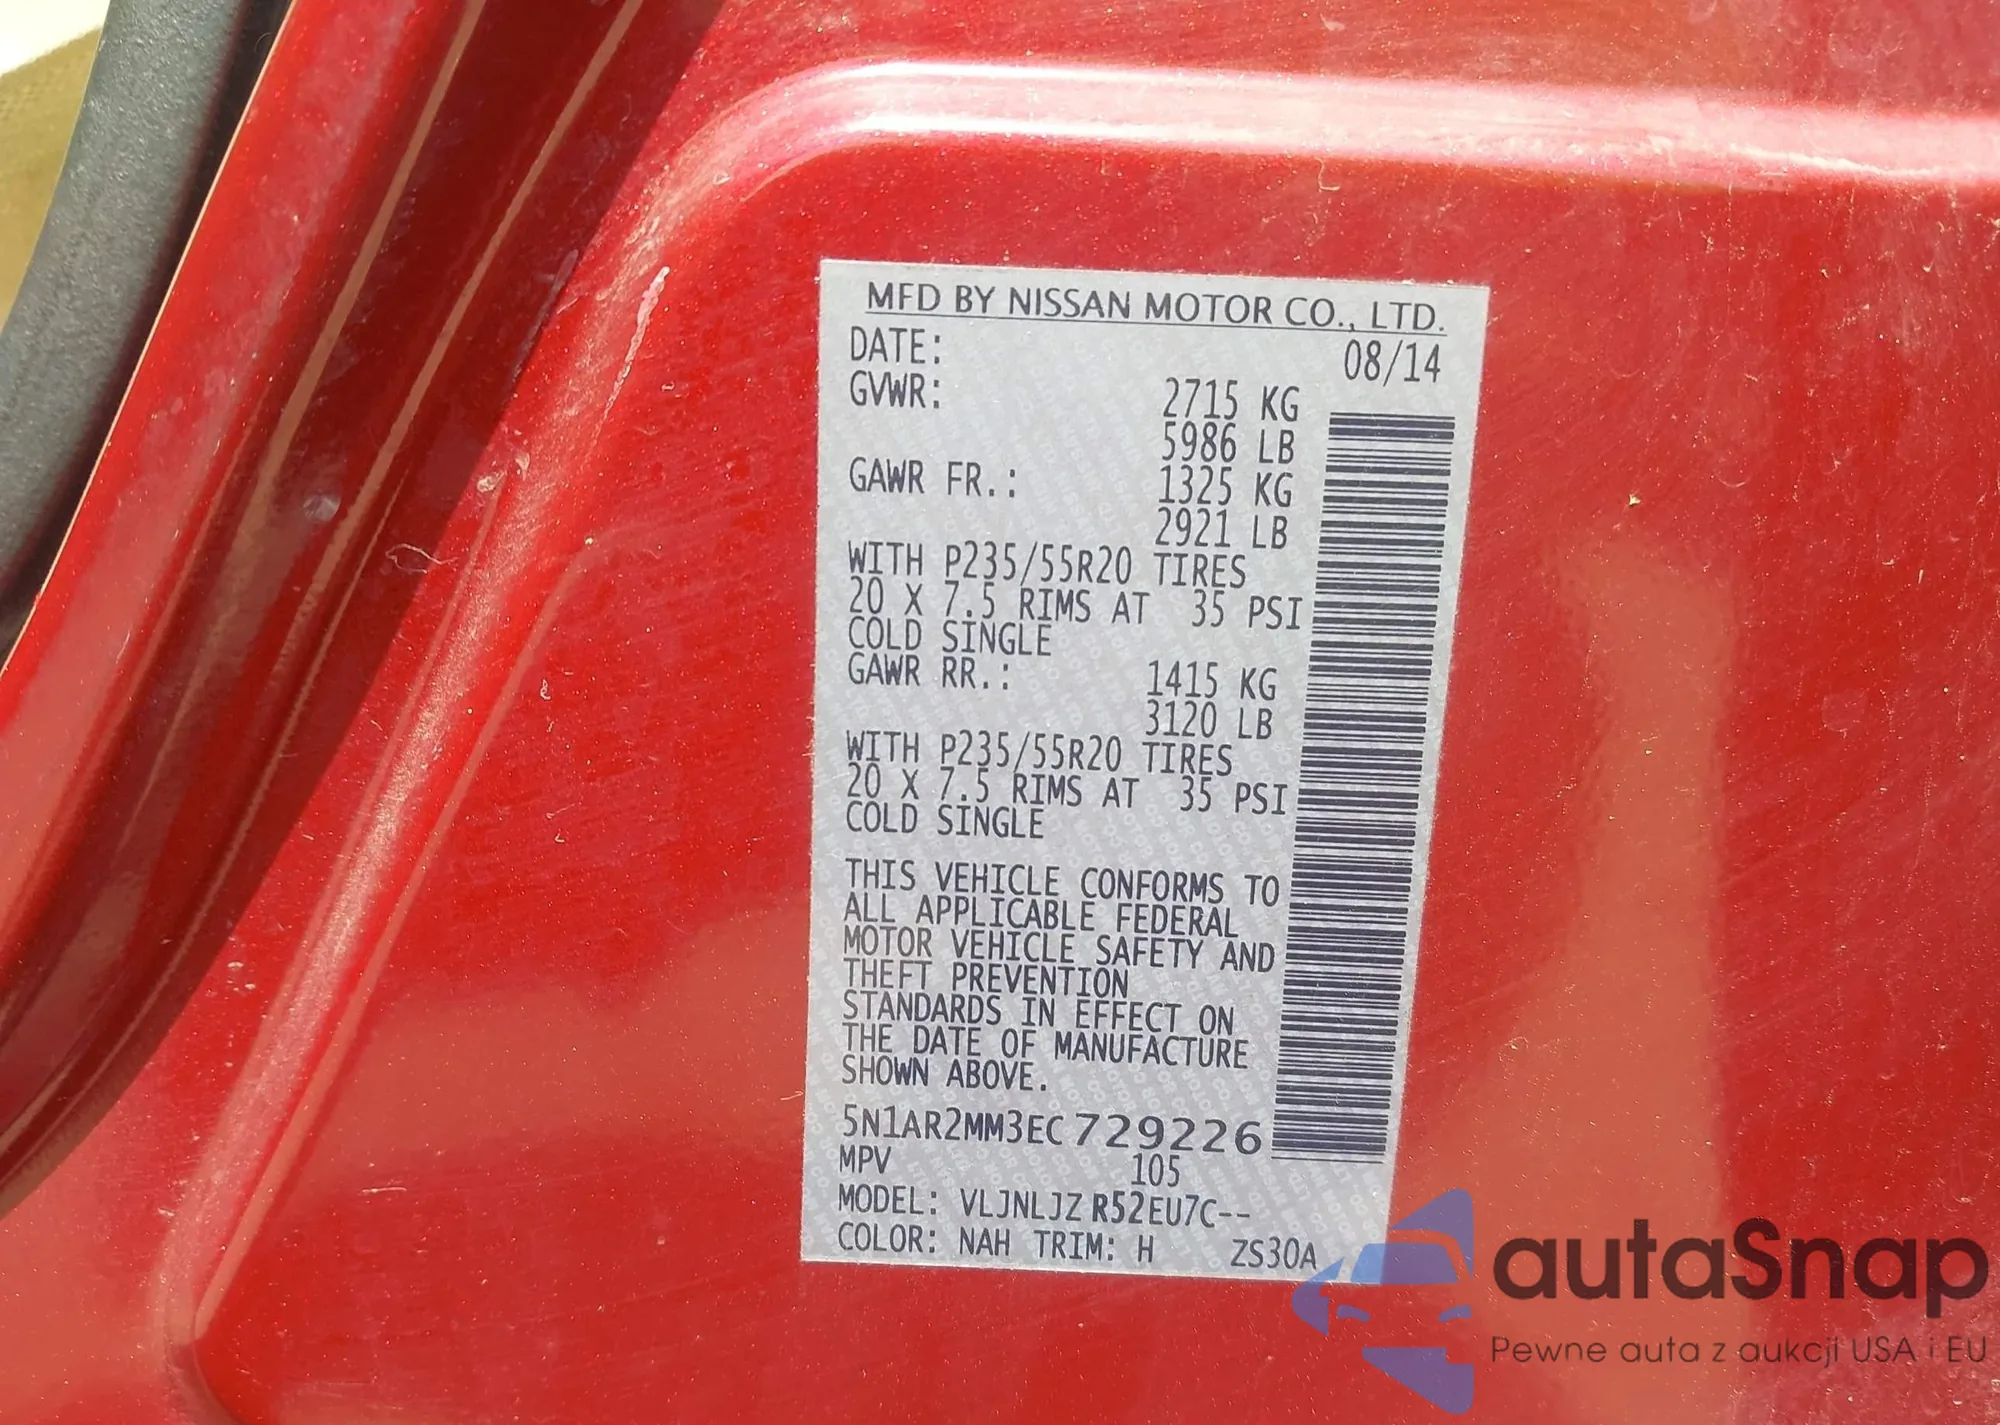 MFD BY NISSAN MOTOR CO., LTD.
DATE: 08/14
GVWR: 2715 KG
5986 LB
GAWR FR.: 1325 KG
2921 LB
WITH P235/55R20 TIRES
20 X 7.5 RIMS AT 35 PSI
COLD SINGLE
GAWR RR.: 1415 KG
3120 LB
WITH P235/55R20 TIRES
20 X 7.5 RIMS AT 35 PSI
COLD SINGLE
THIS VEHICLE CONFORMS TO
ALL APPLICABLE FEDERAL
MOTOR VEHICLE SAFETY AND
THEFT PREVENTION
STANDARDS IN EFFECT ON
THE DATE OF MANUFACTURE
SHOWN ABOVE.
5N1AR2MM3EC729226
MPV 105
MODEL: VLJNLJZ R52EU7C--
COLOR: NAH TRIM: H ZS30A
autaSnap
Pewne auta z aukcji USA i EU